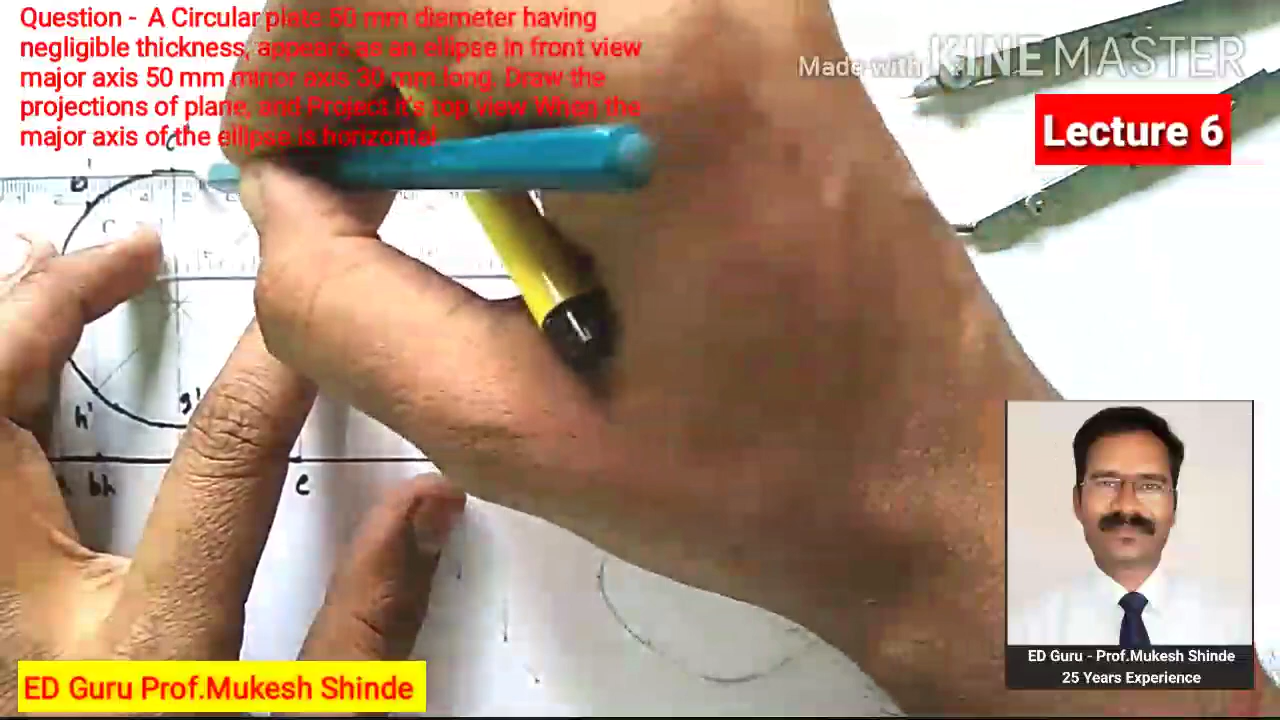 Question - A Circular plate 50 mm diameter having
negligible thickness, appears as an ellipse in front view
major axis 50 mm minor axis 30 mm long. Draw the
projections of plane, and Project it's top view When the
major axis of the ellipse is horizontal
Made with KINEMASTER
Lecture 6
b'
c'
h'
g'
bh
e
ED Guru - Prof.Mukesh Shinde
25 Years Experience
ED Guru Prof.Mukesh Shinde